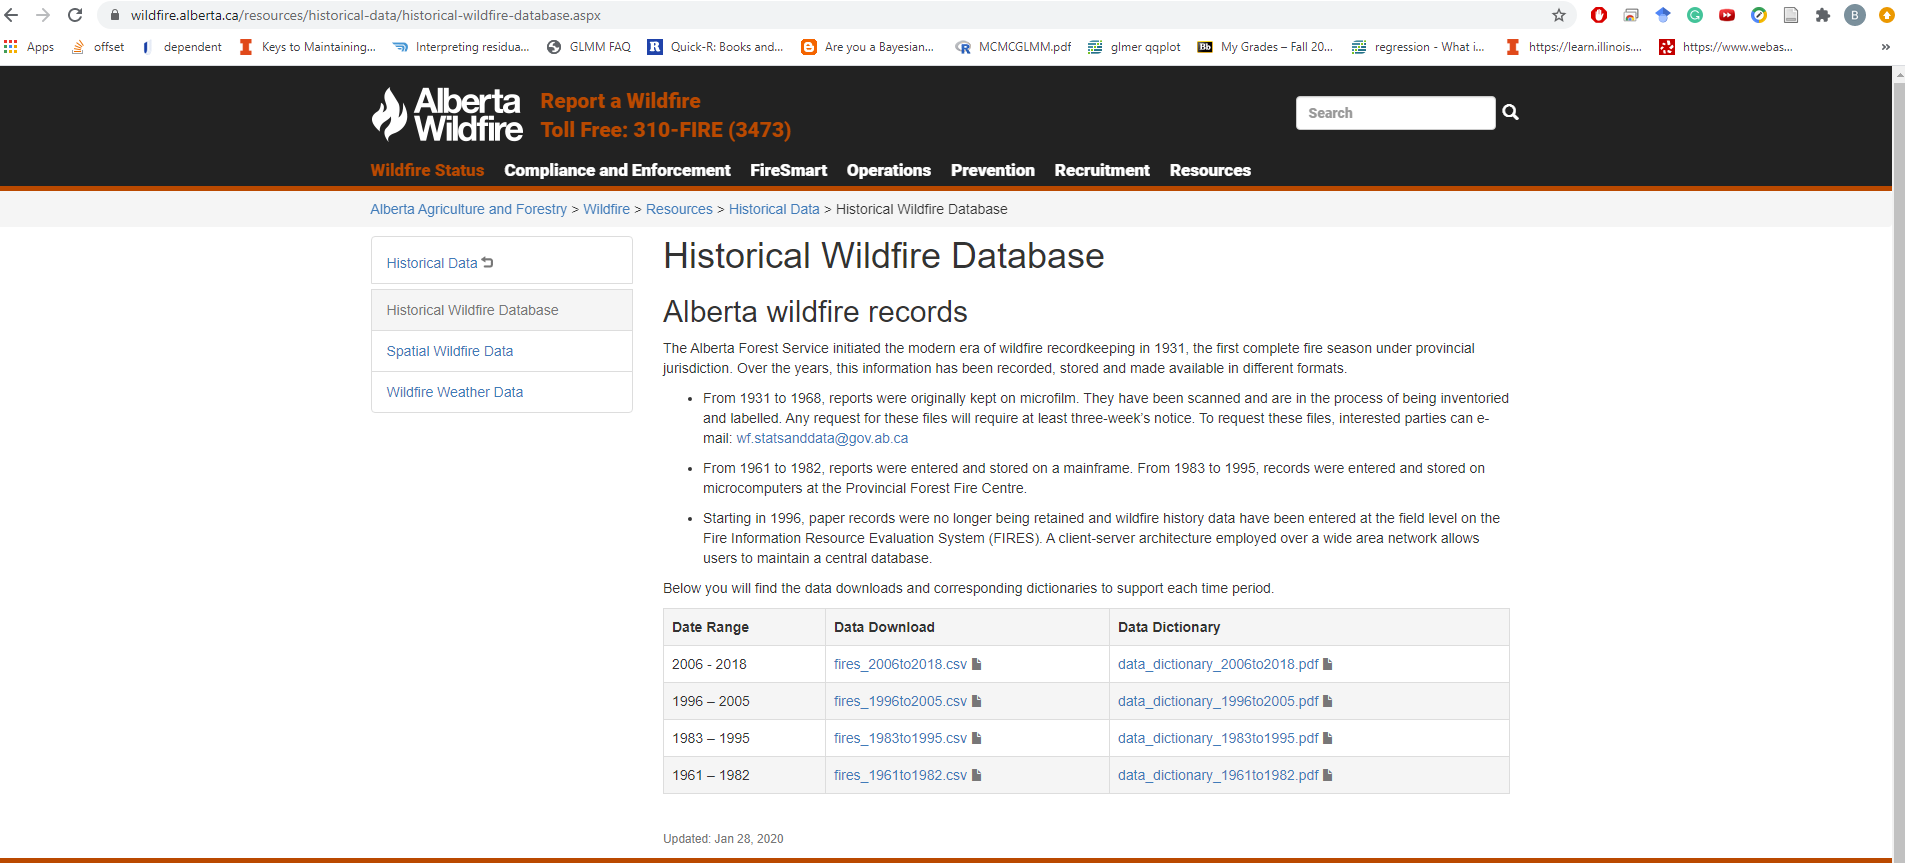 wildfire.alberta.ca/resources/historical-data/historical-wildfire-database.aspx
B
Apps offset dependent Keys to Maintaining... Interpreting residua... GLMM FAQ Quick-R: Books and... Are you a Bayesian... MCMCGLMM.pdf glmer qqplot My Grades – Fall 20... regression - What i... https://learn.illinois.... https://www.webas... »
Alberta
Wildfire
Report a Wildfire
Toll Free: 310-FIRE (3473)
Search
Wildfire Status Compliance and Enforcement FireSmart Operations Prevention Recruitment Resources
Alberta Agriculture and Forestry > Wildfire > Resources > Historical Data > Historical Wildfire Database
Historical Data
Historical Wildfire Database
Spatial Wildfire Data
Wildfire Weather Data
Historical Wildfire Database
Alberta wildfire records
The Alberta Forest Service initiated the modern era of wildfire recordkeeping in 1931, the first complete fire season under provincial
jurisdiction. Over the years, this information has been recorded, stored and made available in different formats.
• From 1931 to 1968, reports were originally kept on microfilm. They have been scanned and are in the process of being inventoried
and labelled. Any request for these files will require at least three-week's notice. To request these files, interested parties can e-
mail: wf.statsanddata@gov.ab.ca
• From 1961 to 1982, reports were entered and stored on a mainframe. From 1983 to 1995, records were entered and stored on
microcomputers at the Provincial Forest Fire Centre.
• Starting in 1996, paper records were no longer being retained and wildfire history data have been entered at the field level on the
Fire Information Resource Evaluation System (FIRES). A client-server architecture employed over a wide area network allows
users to maintain a central database.
Below you will find the data downloads and corresponding dictionaries to support each time period.
Date Range Data Download Data Dictionary
2006 - 2018 fires_2006to2018.csv data_dictionary_2006to2018.pdf
1996 – 2005 fires_1996to2005.csv data_dictionary_1996to2005.pdf
1983 – 1995 fires_1983to1995.csv data_dictionary_1983to1995.pdf
1961 – 1982 fires_1961to1982.csv data_dictionary_1961to1982.pdf
Updated: Jan 28, 2020